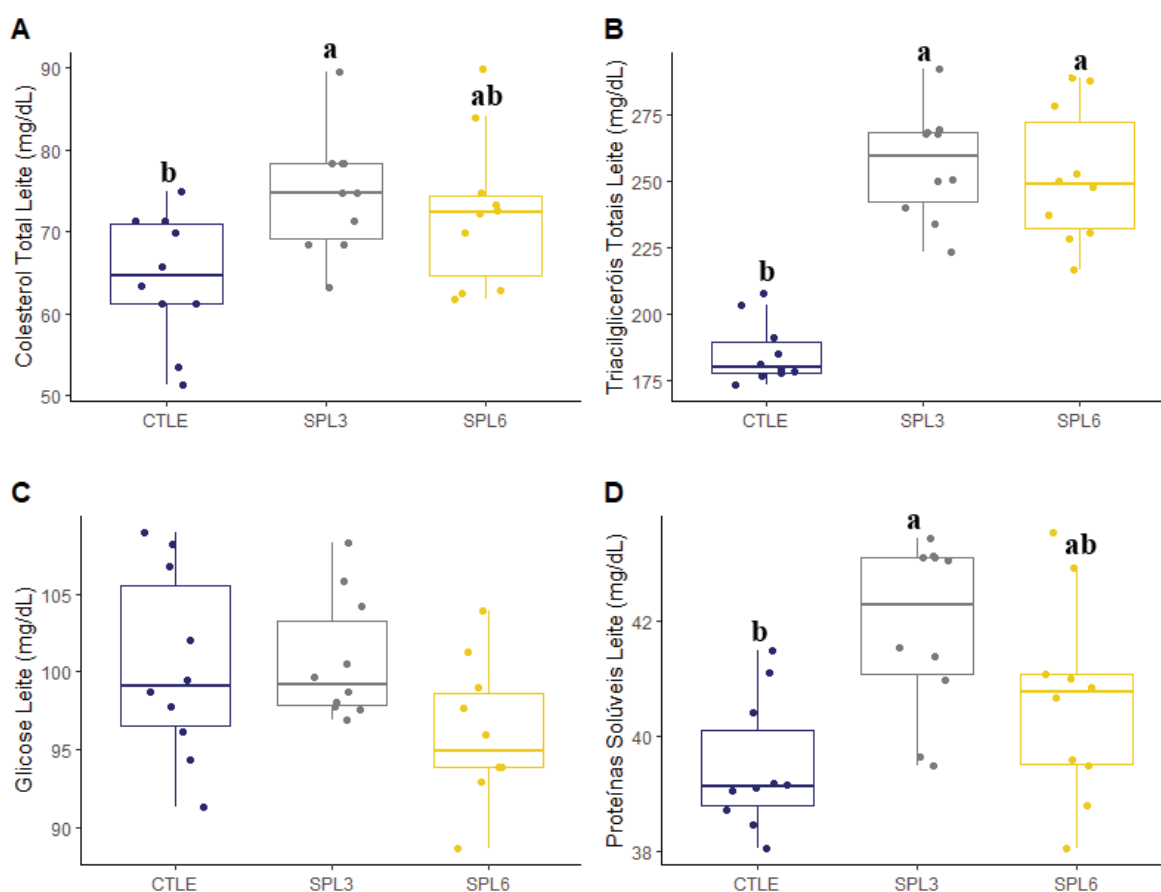 A
Colesterol Total Leite (mg/dL)
90
80
70
60
50
b
a
ab
CTLE
SPL3
SPL6
B
Triacilgliceróis Totais Leite (mg/dL)
275
250
225
200
175
b
a
a
CTLE
SPL3
SPL6
C
Glicose Leite (mg/dL)
105
100
95
90
CTLE
SPL3
SPL6
D
Proteínas Solúveis Leite (mg/dL)
42
40
38
b
a
ab
CTLE
SPL3
SPL6